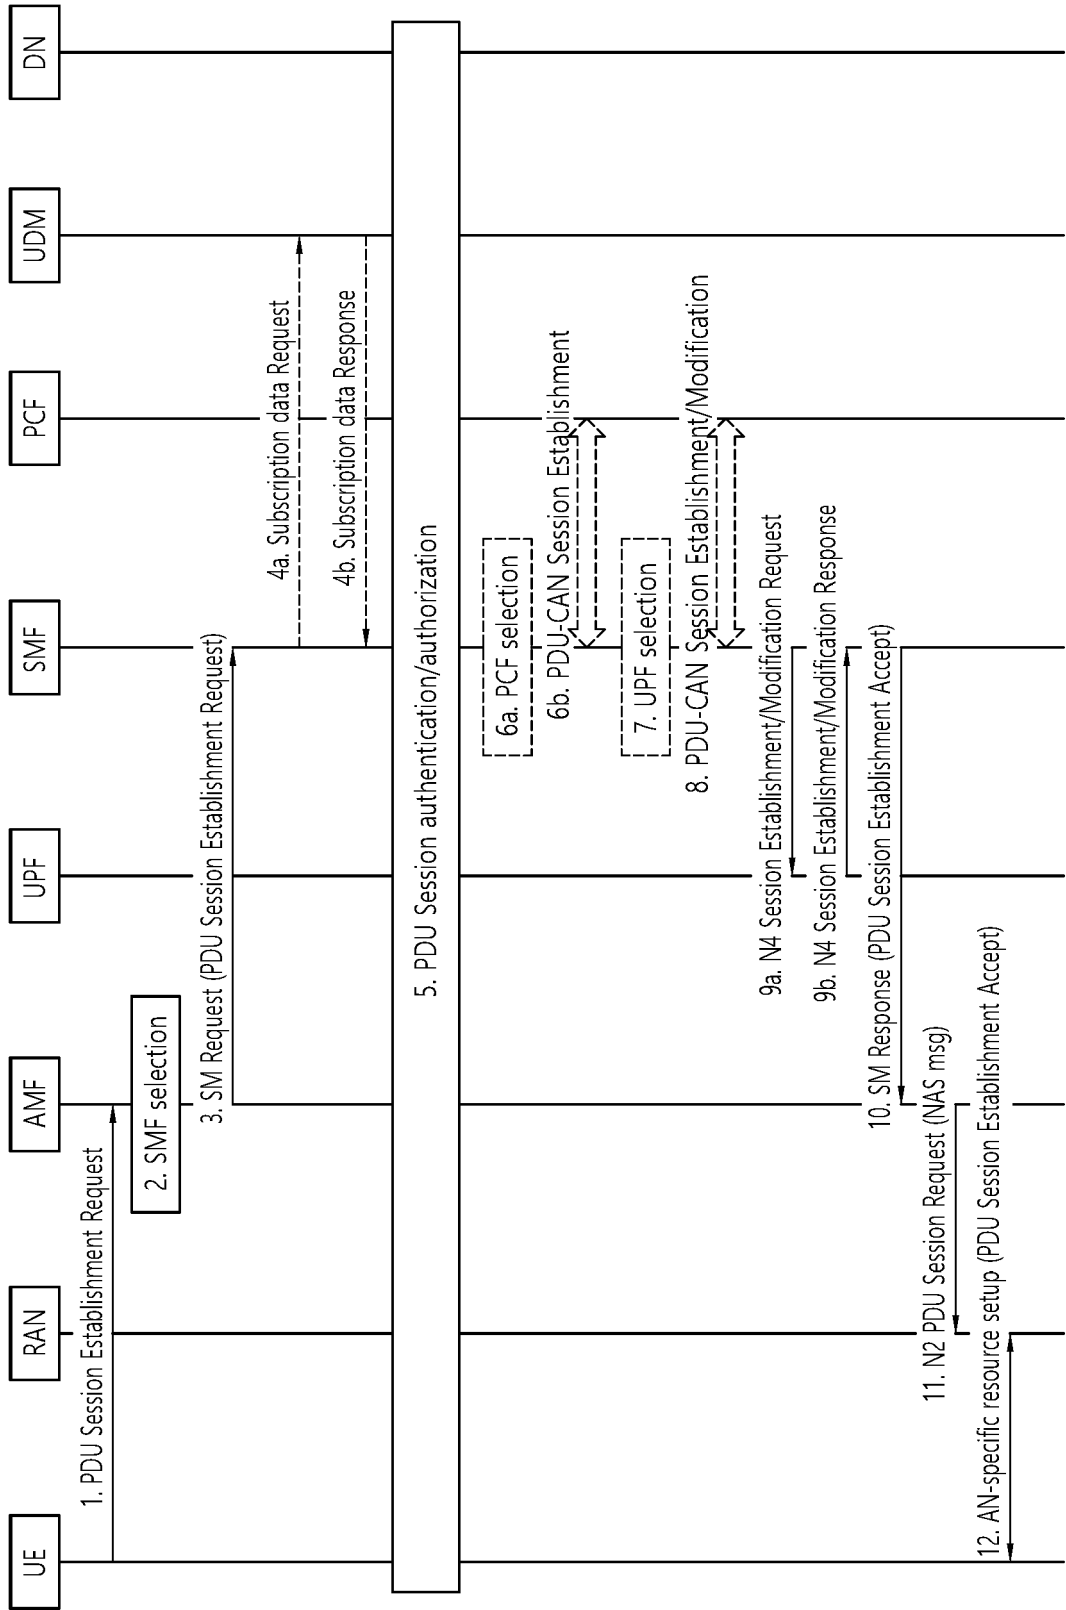 UE
RAN
AMF
UPF
SMF
PCF
UDM
DN
1. PDU Session Establishment Request
2. SMF selection
3. SM Request (PDU Session Establishment Request)
4a. Subscription data Request
4b. Subscription data Response
5. PDU Session authentication/authorization
6a. PCF selection
6b. PDU-CAN Session Establishment
7. UPF selection
8. PDU-CAN Session Establishment/Modification
9a. N4 Session Establishment/Modification Request
9b. N4 Session Establishment/Modification Response
10. SM Response (PDU Session Establishment Accept)
11. N2 PDU Session Request (NAS msg)
12. AN-specific resource setup (PDU Session Establishment Accept)